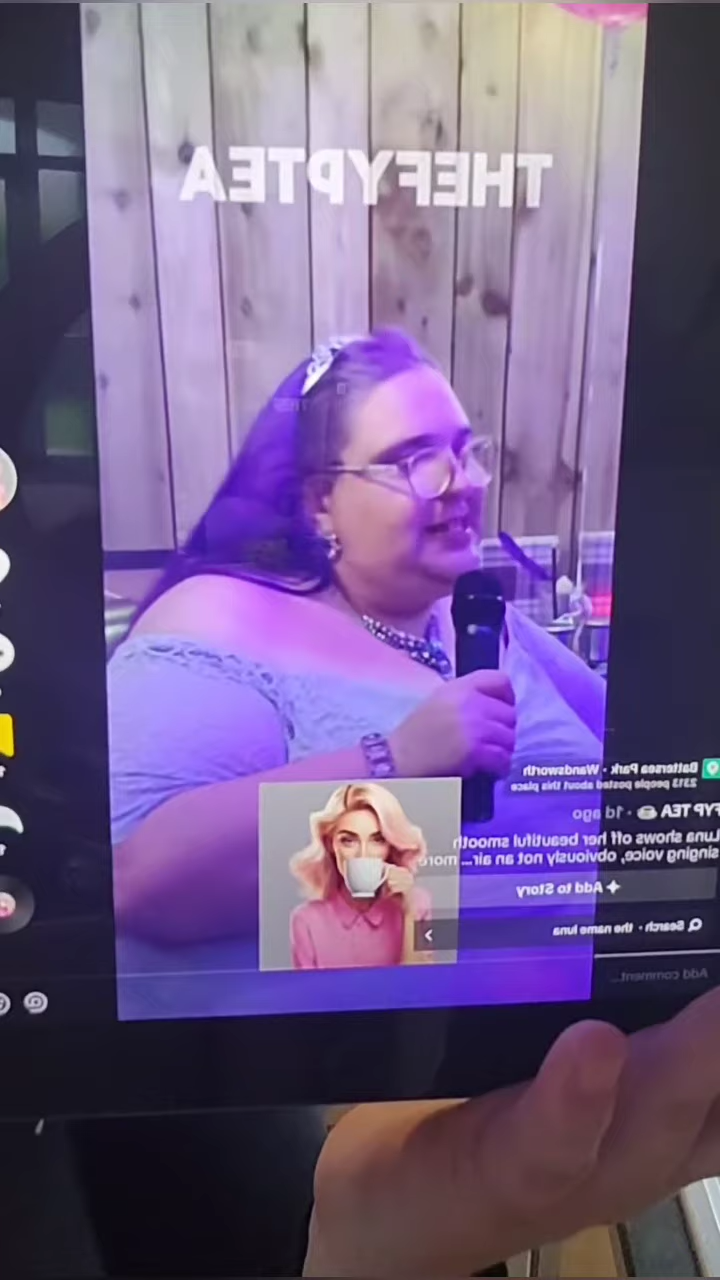 THEFYPTEA
Battersea Park · Wandsworth
2313 people posted about this place
FYP TEA · 1d ago
Luna shows off her beautiful smooth
singing voice, obviously not an air... more
Add to Story
Search · the name luna
Add comment...